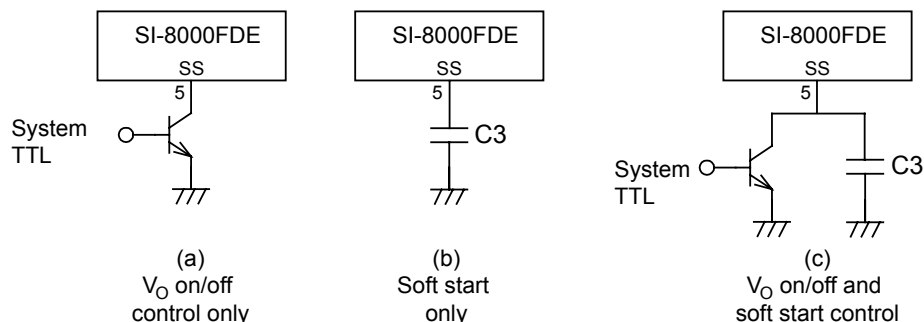 SI-8000FDE
SS
5
System
TTL
(a)
VO on/off
control only
SI-8000FDE
SS
5
C3
(b)
Soft start
only
SI-8000FDE
SS
5
System
TTL
C3
(c)
VO on/off and
soft start control